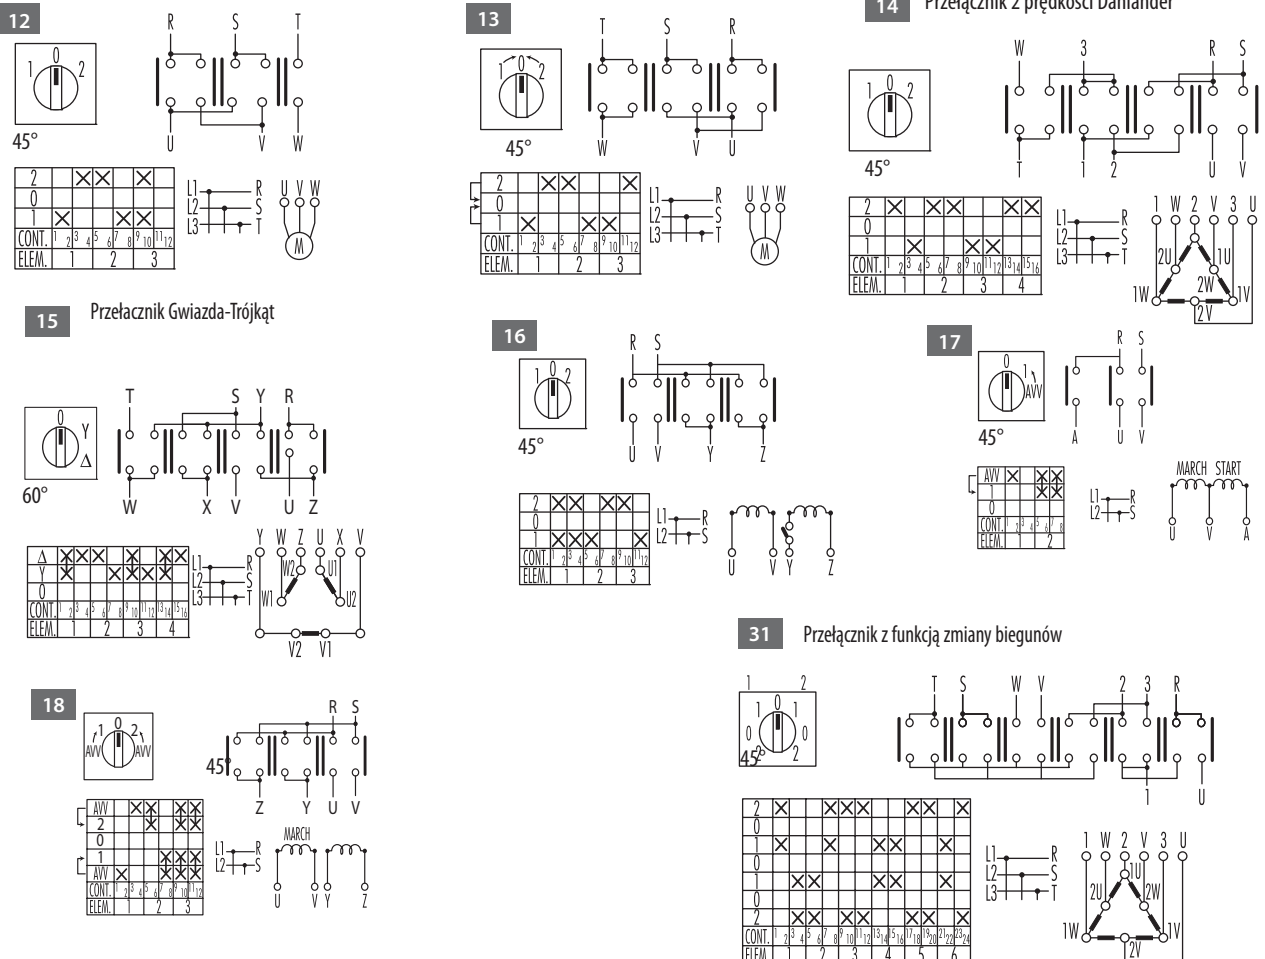 12
R S T
1 0 2
45°
U V W
2
0
1
CONT. 1 2 3 4 5 6 7 8 9 10 11 12
ELEM. 1 2 3
L1 R
L2 S
L3 T
U V W
M
13
T S R
1 0 2
45°
W V U
2
0
1
CONT. 1 2 3 4 5 6 7 8 9 10 11 12
ELEM. 1 2 3
L1 R
L2 S
L3 T
U V W
M
14 Przełącznik 2 prędkości Dahlander
W 3 R S
1 0 2
45°
T 1 2 U V
2
0
1
CONT. 1 2 3 4 5 6 7 8 9 10 11 12 13 14 15 16
ELEM. 1 2 3 4
L1 R
L2 S
L3 T
1 W 2 V 3 U
2U 1U
2W
1W 1V
2V
15 Przełacznik Gwiazda-Trójkąt
T S Y R
0
Y
Δ
60°
W X V U Z
Δ
Y
0
CONT. 1 2 3 4 5 6 7 8 9 10 11 12 13 14 15 16
ELEM. 1 2 3 4
L1 R
L2 S
L3 T
Y W Z U X V
W2 U1
W1 U2
V2 V1
16
R S
1 0 2
45°
U V Y Z
2
0
1
CONT. 1 2 3 4 5 6 7 8 9 10 11 12
ELEM. 1 2 3
L1 R
L2 S
U V Y Z
17
R S
0
1
AVV
45°
A U V
AVV
1
0
CONT. 1 2 3 4 5 6 7 8
ELEM. 2
L1 R
L2 S
MARCH START
U V A
18
R S
1 0 2
AVV AVV
45°
Z Y U V
AVV
2
0
1
AVV
CONT. 1 2 3 4 5 6 7 8 9 10 11 12
ELEM. 1 2 3
L1 R
L2 S
MARCH
U V Y Z
31 Przełącznik z funkcją zmiany biegunów
1 2
0
1 1
0 0
2 2
45°
T S W V 2 3 R
1 U
2
0
1
0
1
0
2
CONT. 1 2 3 4 5 6 7 8 9 10 11 12 13 14 15 16 17 18 19 20 21 22 23 24
ELEM. 1 2 3 4 5 6
L1 R
L2 S
L3 T
1 W 2 V 3 U
1U
2U 2W
1W 1V
2V